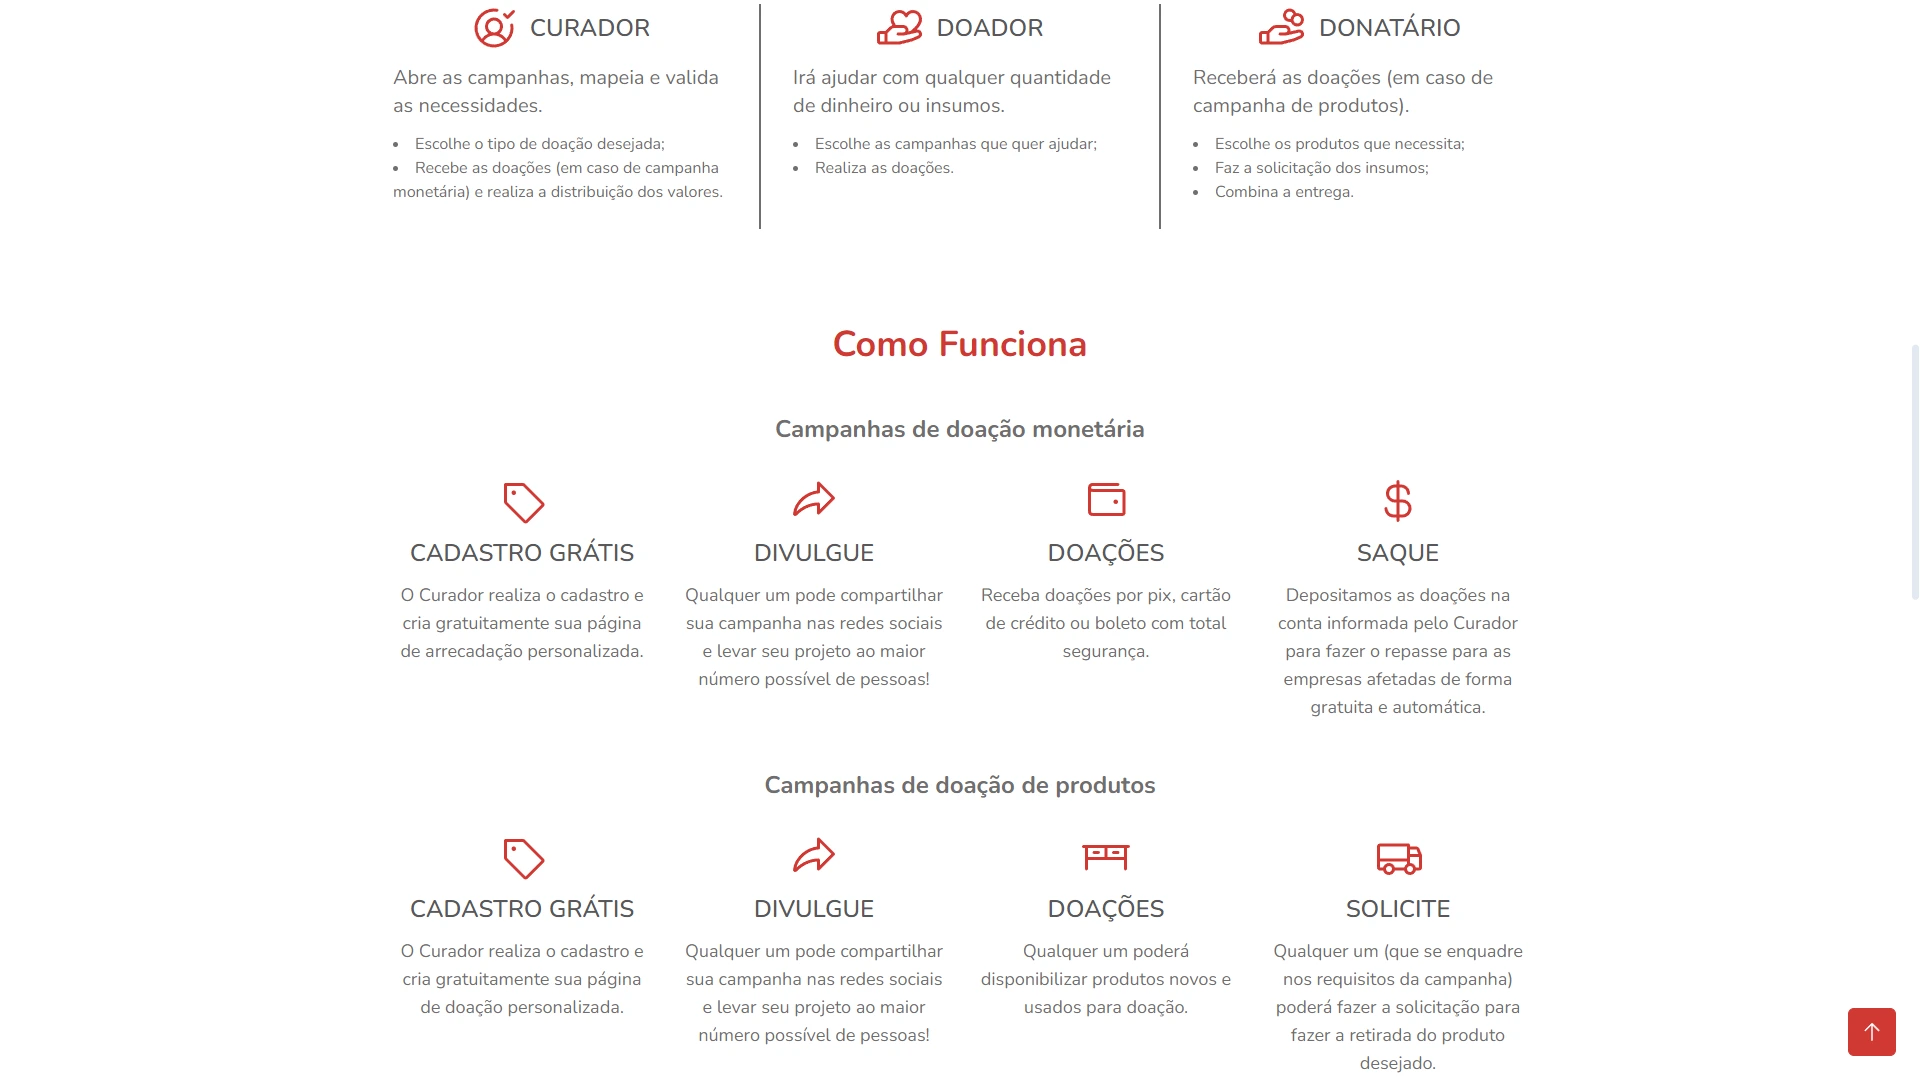 CURADOR
Abre as campanhas, mapeia e valida
as necessidades.
• Escolhe o tipo de doação desejada;
• Recebe as doações (em caso de campanha
monetária) e realiza a distribuição dos valores.
DOADOR
Irá ajudar com qualquer quantidade
de dinheiro ou insumos.
• Escolhe as campanhas que quer ajudar;
• Realiza as doações.
DONATÁRIO
Receberá as doações (em caso de
campanha de produtos).
• Escolhe os produtos que necessita;
• Faz a solicitação dos insumos;
• Combina a entrega.
Como Funciona
Campanhas de doação monetária
CADASTRO GRÁTIS
O Curador realiza o cadastro e
cria gratuitamente sua página
de arrecadação personalizada.
DIVULGUE
Qualquer um pode compartilhar
sua campanha nas redes sociais
e levar seu projeto ao maior
número possível de pessoas!
DOAÇÕES
Receba doações por pix, cartão
de crédito ou boleto com total
segurança.
SAQUE
Depositamos as doações na
conta informada pelo Curador
para fazer o repasse para as
empresas afetadas de forma
gratuita e automática.
Campanhas de doação de produtos
CADASTRO GRÁTIS
O Curador realiza o cadastro e
cria gratuitamente sua página
de doação personalizada.
DIVULGUE
Qualquer um pode compartilhar
sua campanha nas redes sociais
e levar seu projeto ao maior
número possível de pessoas!
DOAÇÕES
Qualquer um poderá
disponibilizar produtos novos e
usados para doação.
SOLICITE
Qualquer um (que se enquadre
nos requisitos da campanha)
poderá fazer a solicitação para
fazer a retirada do produto
desejado.